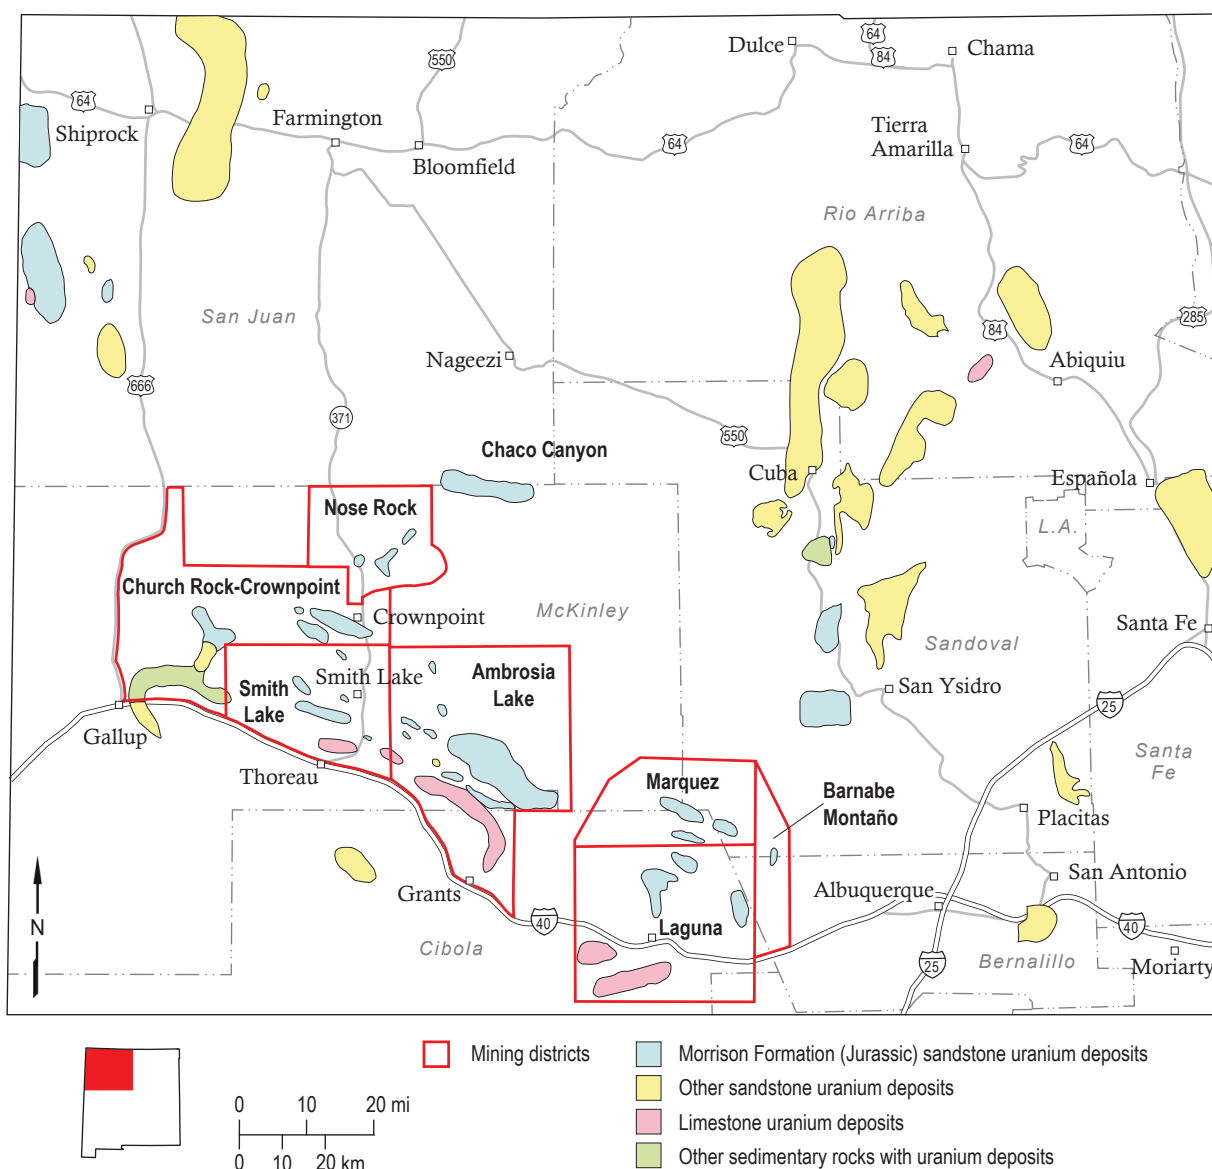 Dulce
64
84
Chama
550
64
Shiprock
Farmington
Bloomfield
64
Tierra
Amarilla
64
Rio Arriba
San Juan
Nageezi
666
371
84
285
Abiquiu
550
Chaco Canyon
Cuba
Española
Nose Rock
L.A.
Church Rock-Crownpoint
Crownpoint
McKinley
Santa Fe
Sandoval
Smith Lake
Smith
Lake
Ambrosia
Lake
San Ysidro
25
Gallup
Thoreau
Santa
Fe
Marquez
Barnabe
Montaño
Placitas
Grants
Albuquerque
San Antonio
N
40
Laguna
Cibola
40
25
Bernalillo
Moriarty
Mining districts
Morrison Formation (Jurassic) sandstone uranium deposits
Other sandstone uranium deposits
Limestone uranium deposits
Other sedimentary rocks with uranium deposits
0 10 20 mi
0 10 20 km